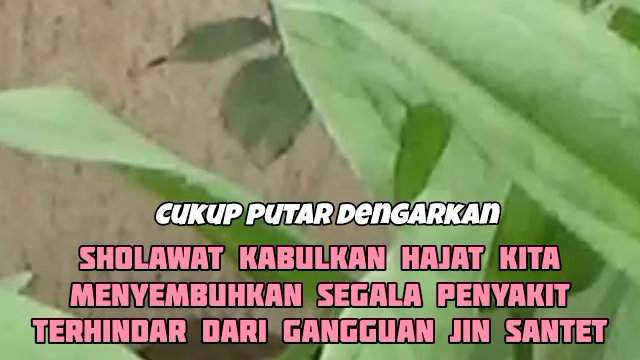 CUKUP PUTAR DENGARKAN
SHOLAWAT KABULKAN HAJAT KITA
MENYEMBUHKAN SEGALA PENYAKIT
TERHINDAR DARI GANGGUAN JIN SANTET